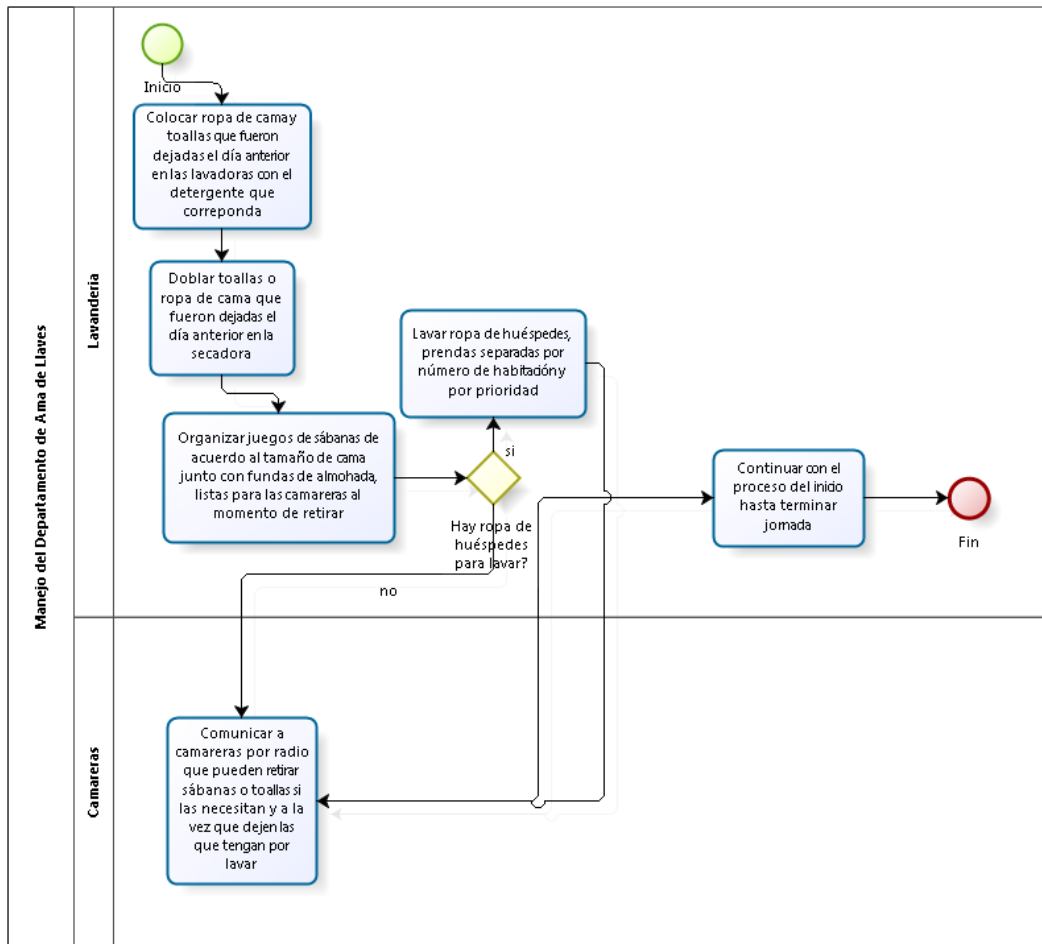 Manejo del Departamento de Ama de Llaves
Lavandería
Inicio
Colocar ropa de camay
toallas que fueron
dejadas el día anterior
en las lavadoras con el
detergente que
correponda
Doblar toallas o
ropa de cama que
fueron dejadas el
día anterior en la
secadora
Organizar juegos de sábanas de
acuerdo al tamaño de cama
junto con fundas de almohada,
listas para las camareras al
momento de retirar
Lavar ropa de huéspedes,
prendas separadas por
número de habitación y
por prioridad
si
Hay ropa de
huéspedes
para lavar?
no
Continuar con el
proceso del inicio
hasta terminar
jornada
Fin
Camareras
Comunicar a
camareras por radio
que pueden retirar
sábanas o toallas si
las necesitan y a la
vez que dejen las
que tengan por
lavar